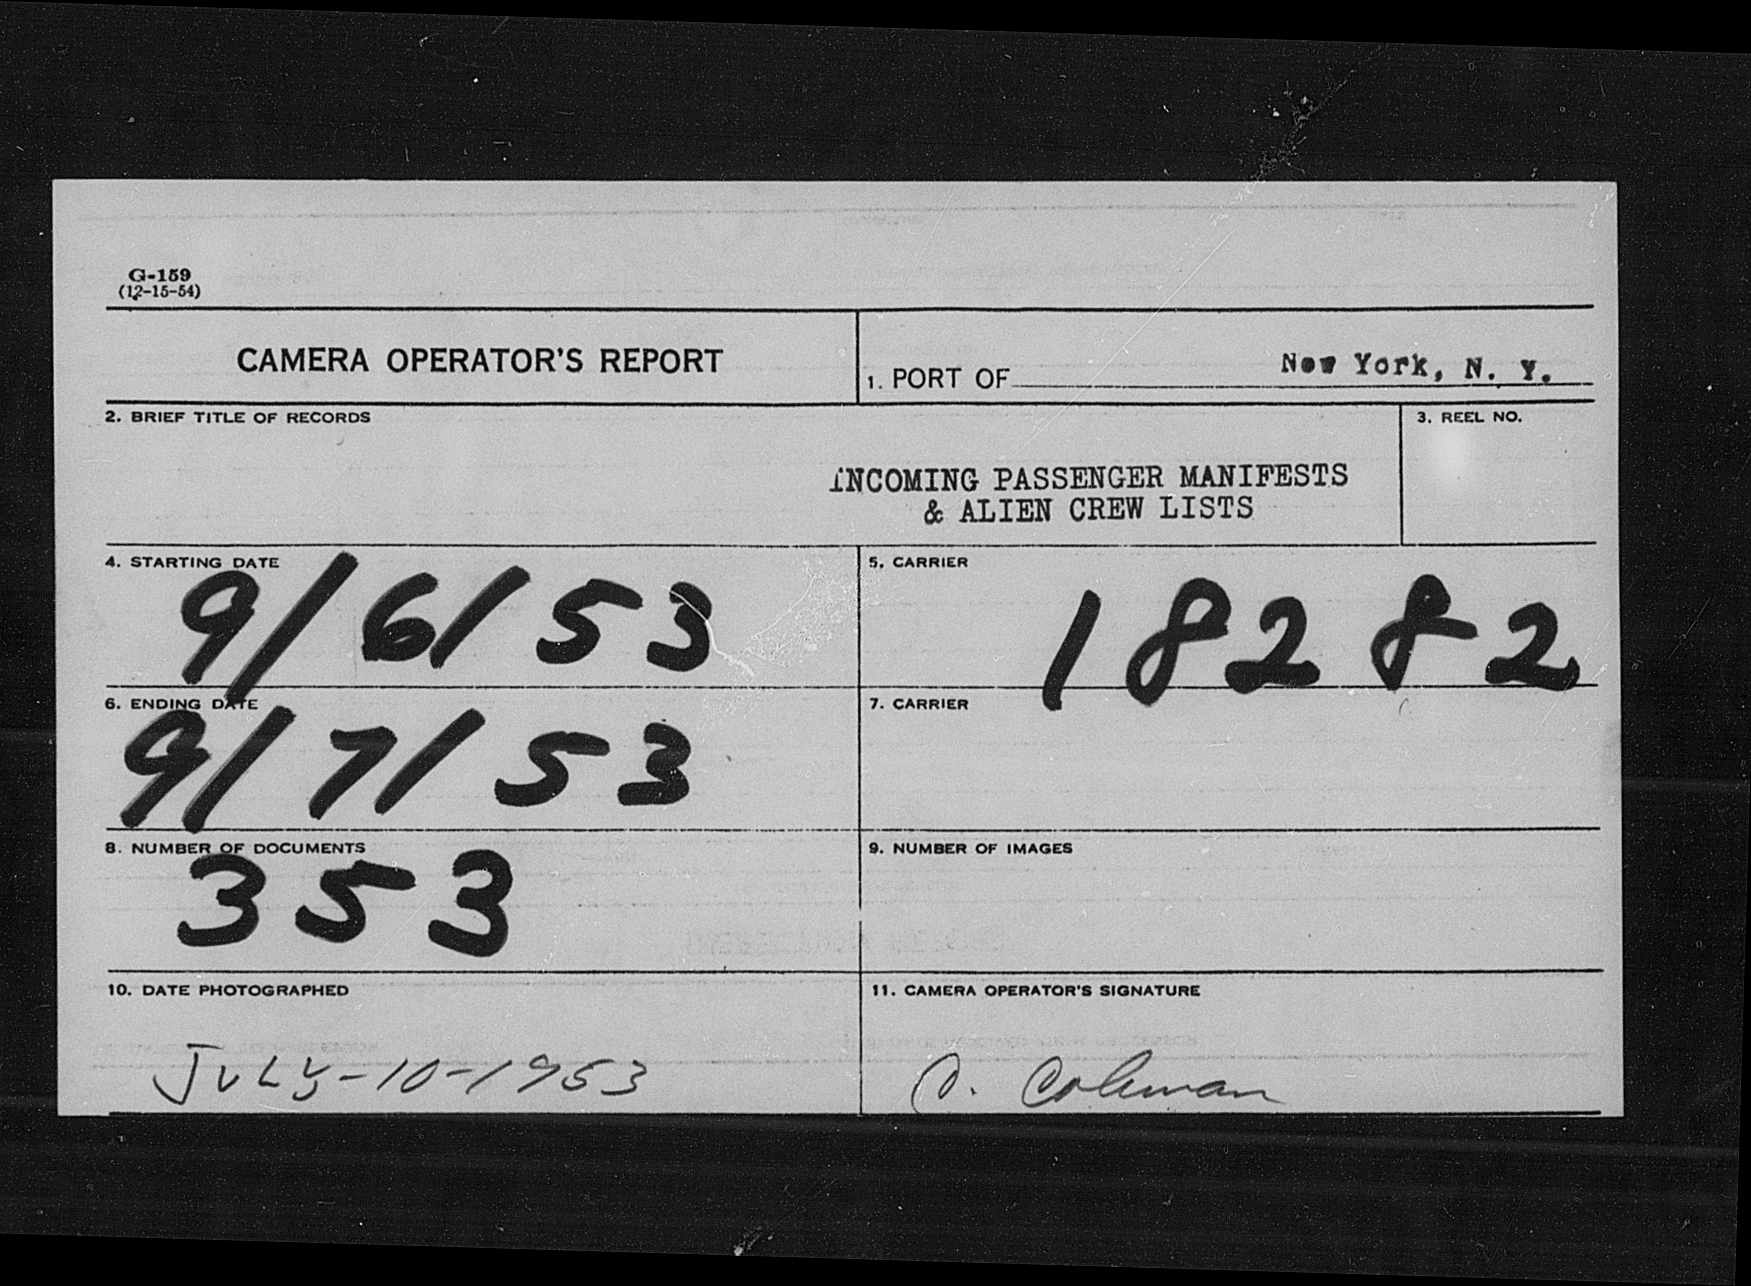 G-159
(12-15-54)
CAMERA OPERATOR'S REPORT
1. PORT OF New York, N. Y.
2. BRIEF TITLE OF RECORDS
INCOMING PASSENGER MANIFESTS
& ALIEN CREW LISTS
3. REEL NO.
4. STARTING DATE
9/6/53
5. CARRIER
18282
6. ENDING DATE
9/7/53
7. CARRIER
8. NUMBER OF DOCUMENTS
353
9. NUMBER OF IMAGES
10. DATE PHOTOGRAPHED
JULY-10-1953
11. CAMERA OPERATOR'S SIGNATURE
Coleman